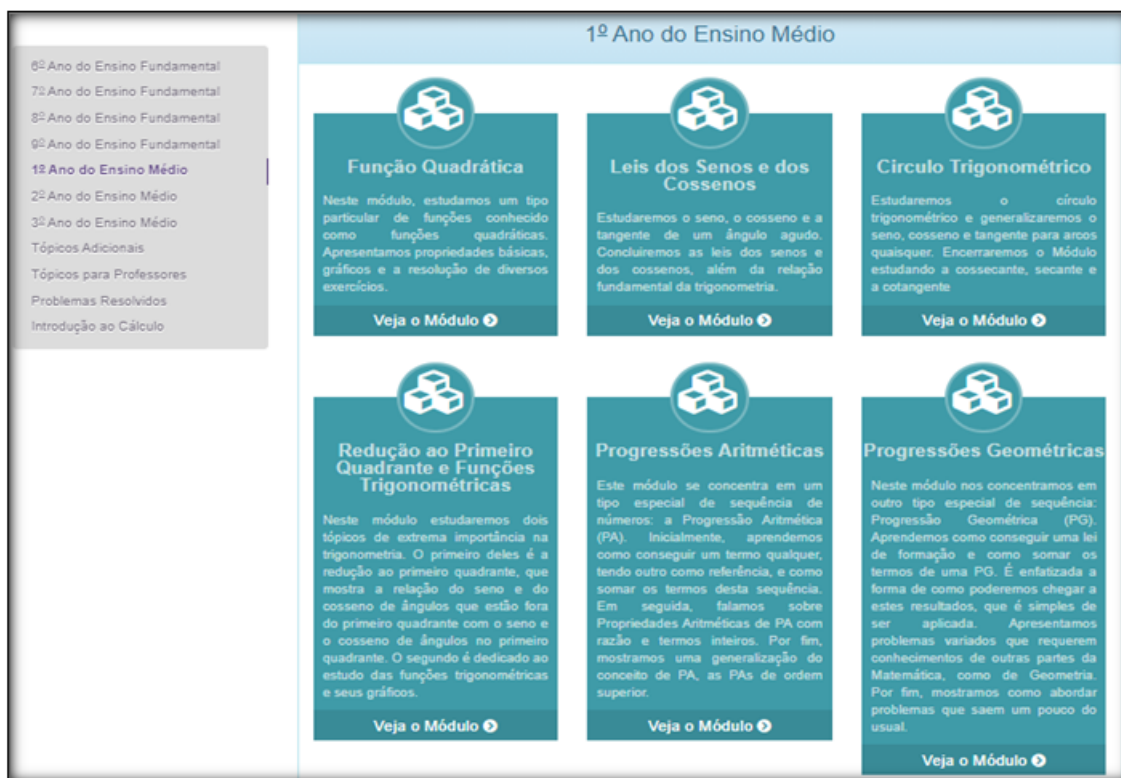 1º Ano do Ensino Médio
6º Ano do Ensino Fundamental
7º Ano do Ensino Fundamental
8º Ano do Ensino Fundamental
9º Ano do Ensino Fundamental
1º Ano do Ensino Médio
2º Ano do Ensino Médio
3º Ano do Ensino Médio
Tópicos Adicionais
Tópicos para Professores
Problemas Resolvidos
Introdução ao Cálculo
Função Quadrática
Neste módulo, estudamos um tipo
particular de funções conhecido
como funções quadráticas.
Apresentamos propriedades básicas,
gráficos e a resolução de diversos
exercícios.
Veja o Módulo
Leis dos Senos e dos
Cossenos
Estudaremos o seno, o cosseno e a
tangente de um ângulo agudo.
Concluiremos as leis dos senos e
dos cossenos, além da relação
fundamental da trigonometria.
Veja o Módulo
Círculo Trigonométrico
Estudaremos o círculo
trigonométrico e generalizaremos o
seno, cosseno e tangente para arcos
quaisquer. Encerraremos o Módulo
estudando a cossecante, secante e
a cotangente
Veja o Módulo
Redução ao Primeiro
Quadrante e Funções
Trigonométricas
Neste módulo estudaremos dois
tópicos de extrema importância na
trigonometria. O primeiro deles é a
redução ao primeiro quadrante, que
mostra a relação do seno e do
cosseno de ângulos que estão fora
do primeiro quadrante com o seno e
o cosseno de ângulos no primeiro
quadrante. O segundo é dedicado ao
estudo das funções trigonométricas
e seus gráficos.
Veja o Módulo
Progressões Aritméticas
Este módulo se concentra em um
tipo especial de sequência de
números: a Progressão Aritmética
(PA). Inicialmente, aprendemos
como conseguir um termo qualquer,
tendo outro como referência, e como
somar os termos desta sequência.
Em seguida, falamos sobre
Propriedades Aritméticas de PA com
razão e termos inteiros. Por fim,
mostramos uma generalização do
conceito de PA, as PAs de ordem
superior.
Veja o Módulo
Progressões Geométricas
Neste módulo nos concentramos em
outro tipo especial de sequência:
Progressão Geométrica (PG).
Aprendemos como conseguir uma lei
de formação e como somar os
termos de uma PG. É enfatizada a
forma de como poderemos chegar a
estes resultados, que é simples de
ser aplicada. Apresentamos
problemas variados que requerem
conhecimentos de outras partes da
Matemática, como de Geometria.
Por fim, mostramos como abordar
problemas que saem um pouco do
usual.
Veja o Módulo